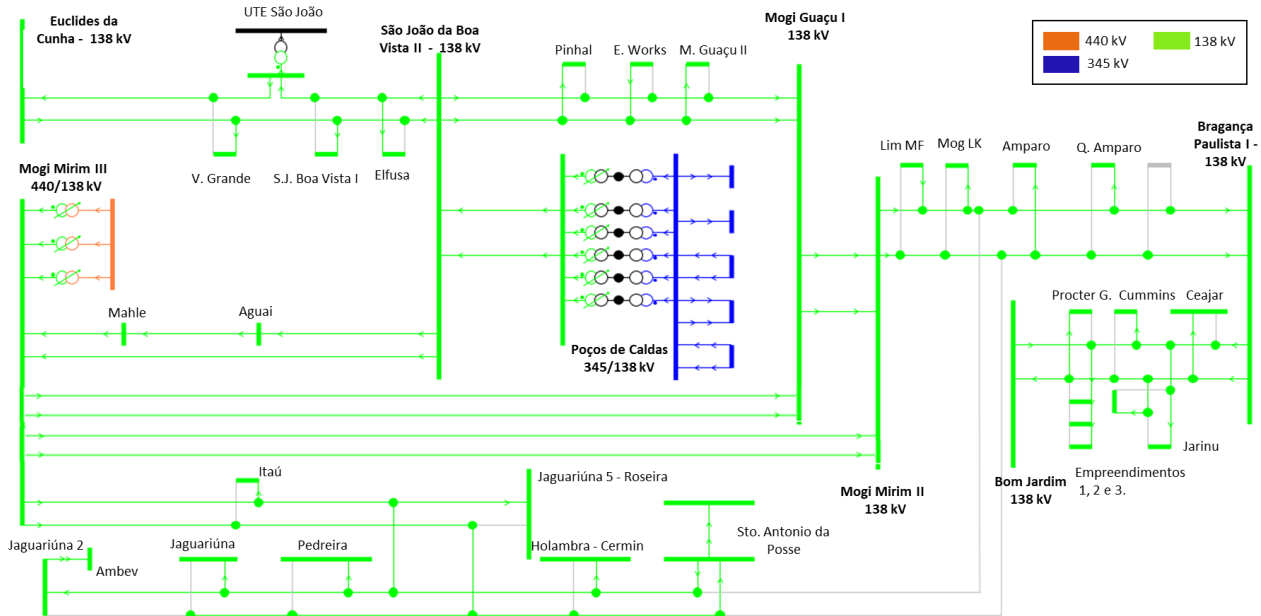 UTE São João
Euclides da
Cunha - 138 kV
São João da Boa
Vista II - 138 kV
Mogi Guaçu I
138 kV
440 kV
138 kV
345 kV
Pinhal
E. Works
M. Guaçu II
V. Grande
S.J. Boa Vista I
Elfusa
Mogi Mirim III
440/138 kV
Lim MF
Mog LK
Amparo
Q. Amparo
Bragança
Paulista I -
138 kV
Mahle
Aguai
Poços de Caldas
345/138 kV
Procter G.
Cummins
Ceajar
Jarinu
Empreendimentos
1, 2 e 3.
Bom Jardim
138 kV
Mogi Mirim II
138 kV
Itaú
Jaguariúna 5 - Roseira
Sto. Antonio da
Posse
Jaguariúna 2
Ambev
Jaguariúna
Pedreira
Holambra - Cermin